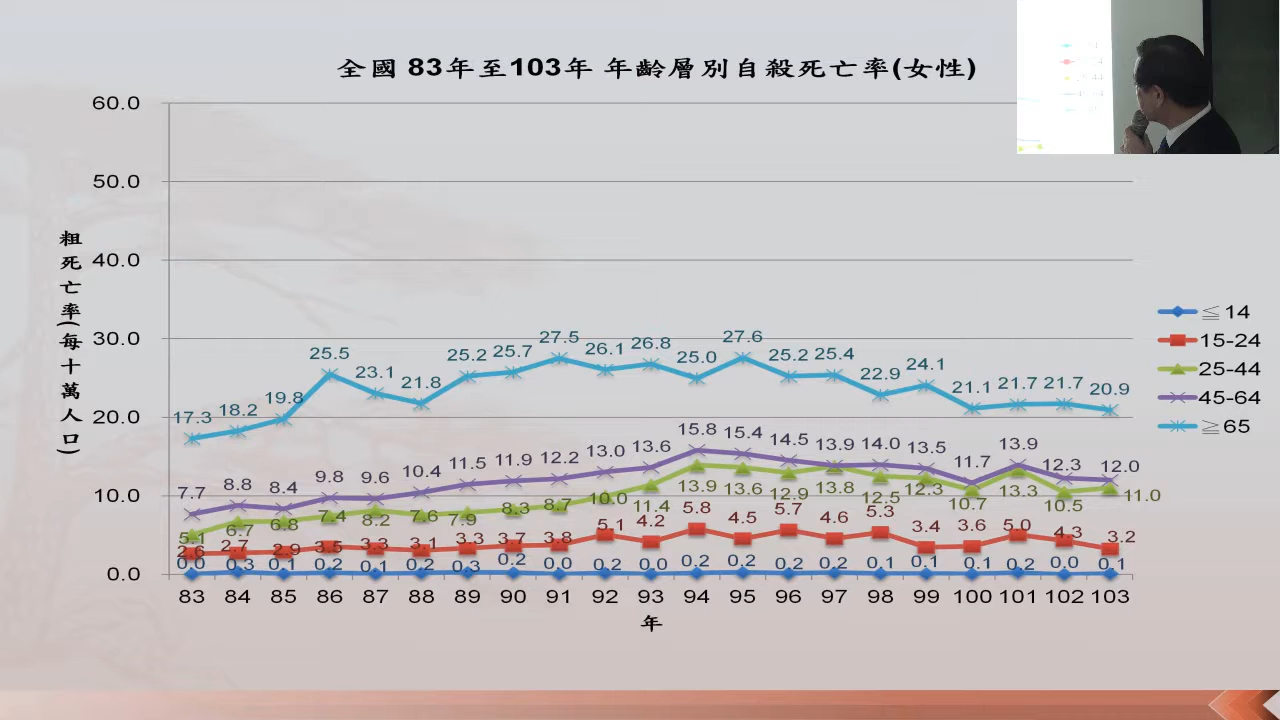 全國 83年至103年 年齡層別自殺死亡率(女性)
粗死亡率(每十萬人口)
60.0
50.0
40.0
30.0
20.0
10.0
0.0
17.3 18.2 19.8 25.5 23.1 21.8 25.2 25.7 27.5 26.1 26.8 25.0 27.6 25.2 25.4 22.9 24.1 21.1 21.7 21.7 20.9
7.7 8.8 8.4 9.8 9.6 10.4 11.5 11.9 12.2 13.0 13.6 15.8 15.4 14.5 13.9 14.0 13.5 11.7 13.9 12.3 12.0
5.1 6.7 6.8 7.4 8.2 7.6 7.9 8.3 8.7 10.0 11.4 13.9 13.6 12.9 13.8 12.5 12.3 10.7 13.3 10.5 11.0
2.6 2.7 2.9 3.5 3.3 3.1 3.3 3.7 3.8 5.1 4.2 5.8 4.5 5.7 4.6 5.3 3.4 3.6 5.0 4.3 3.2
0.0 0.3 0.1 0.2 0.1 0.2 0.3 0.2 0.0 0.2 0.0 0.2 0.2 0.2 0.2 0.1 0.1 0.1 0.2 0.0 0.1
83 84 85 86 87 88 89 90 91 92 93 94 95 96 97 98 99 100 101 102 103
年
≦14
15-24
25-44
45-64
≧65